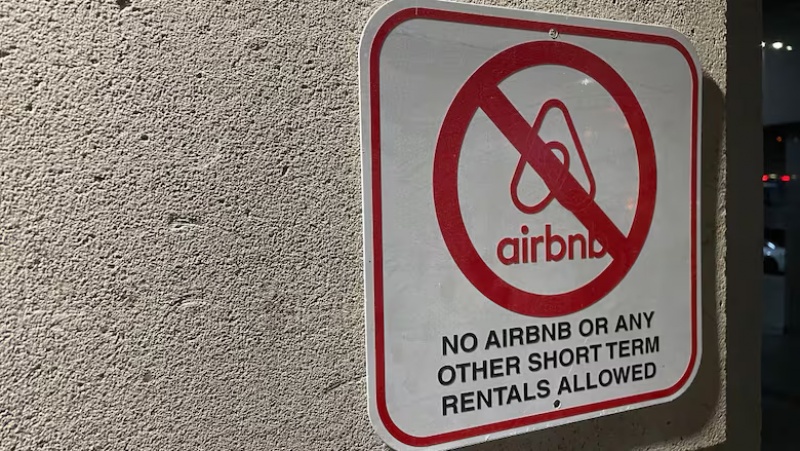 airbnb
NO AIRBNB OR ANY
OTHER SHORT TERM
RENTALS ALLOWED